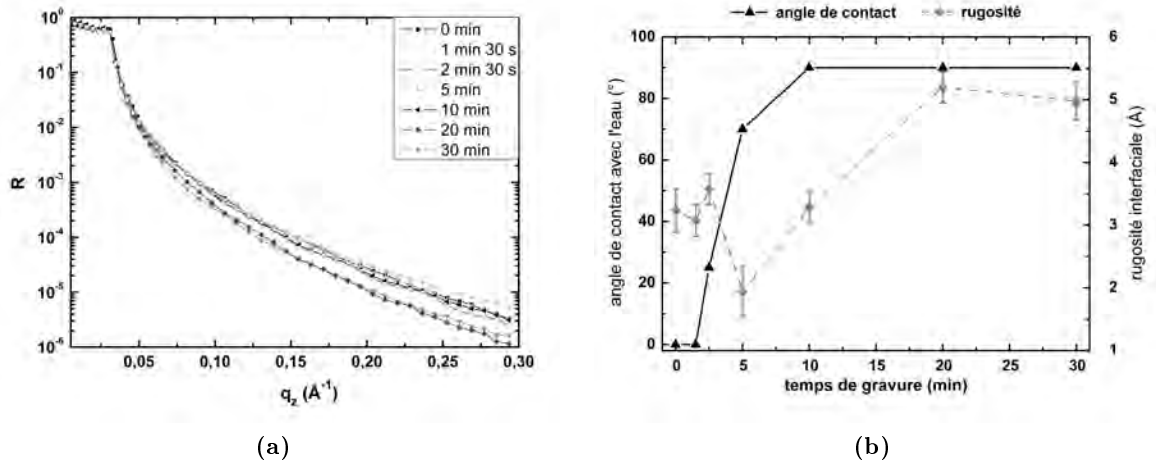 R
10⁰
10⁻¹
10⁻²
10⁻³
10⁻⁴
10⁻⁵
10⁻⁶
0,05 0,10 0,15 0,20 0,25 0,30
q_z (Å⁻¹)
0 min
1 min 30 s
2 min 30 s
5 min
10 min
20 min
30 min
(a)
angle de contact rugosité
angle de contact avec l'eau (°)
100
80
60
40
20
0
0 5 10 15 20 25 30
temps de gravure (min)
6
5
4
3
2
1
rugosité interfaciale (Å)
(b)